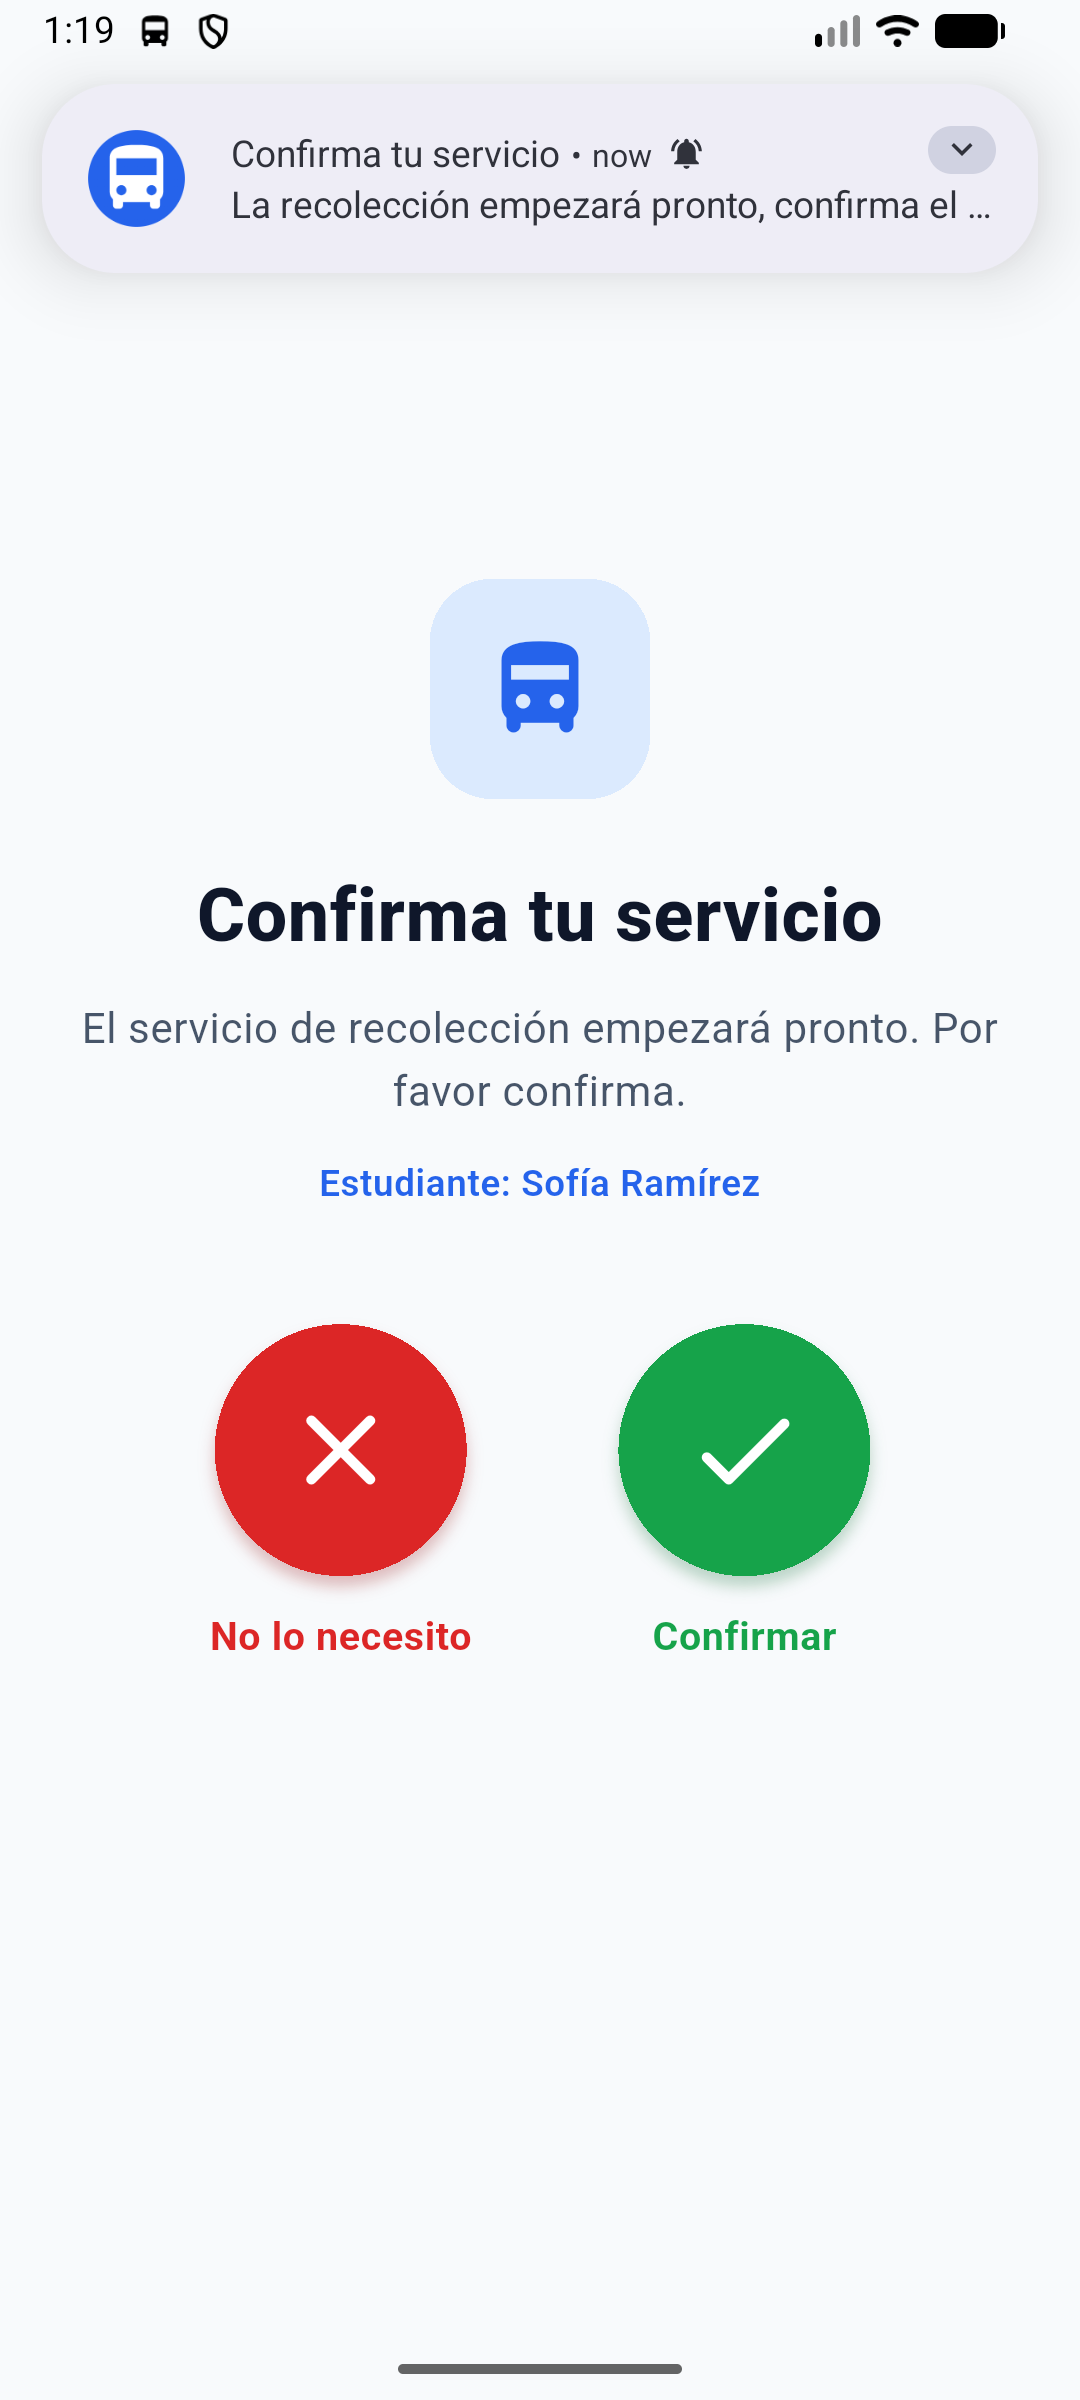 1:19
Confirma tu servicio • now
La recolección empezará pronto, confirma el ...
Confirma tu servicio
El servicio de recolección empezará pronto. Por
favor confirma.
Estudiante: Sofía Ramírez
No lo necesito
Confirmar